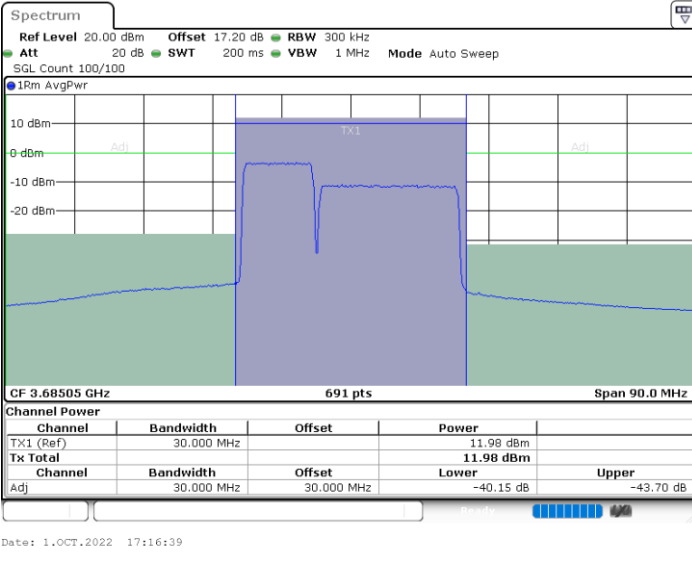 Spectrum
Ref Level 20.00 dBm Offset 17.20 dB RBW 300 kHz
Att 20 dB SWT 200 ms VBW 1 MHz Mode Auto Sweep
SGL Count 100/100
1Rm AvgPwr
10 dBm
TX1
Adj Adj
0 dBm
-10 dBm
-20 dBm
CF 3.68505 GHz 691 pts Span 90.0 MHz
Channel Power
Channel Bandwidth Offset Power
TX1 (Ref) 30.000 MHz 11.98 dBm
Tx Total 11.98 dBm
Channel Bandwidth Offset Lower Upper
Adj 30.000 MHz 30.000 MHz -40.15 dB -43.70 dB
Ready
Date: 1.OCT.2022 17:16:39